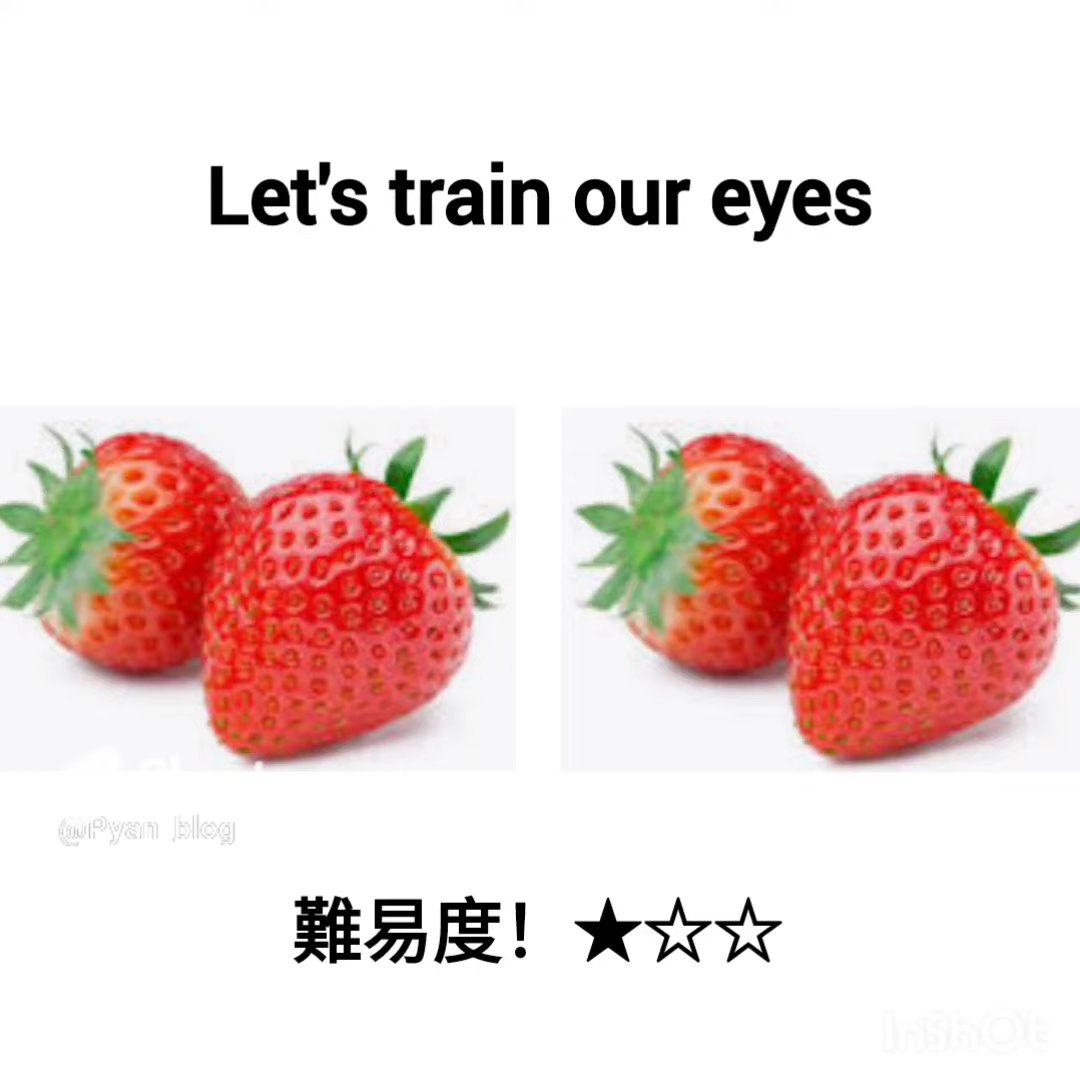 Let's train our eyes
@Pyan blog
難易度！ ★☆☆
InShOt